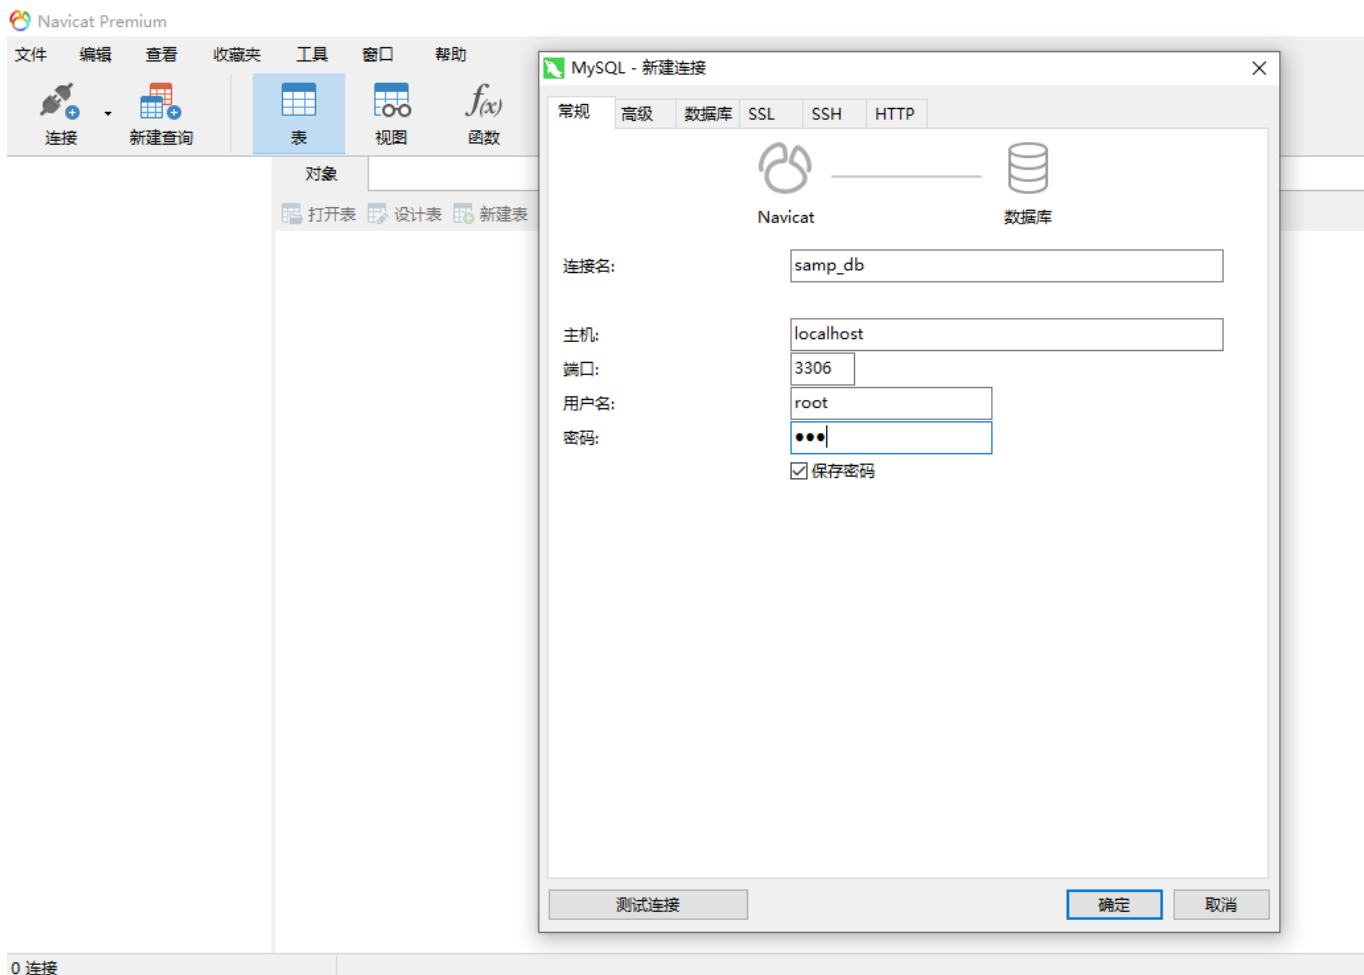 Navicat Premium
文件 编辑 查看 收藏夹 工具 窗口 帮助
连接 新建查询 表 视图 f(x) 函数
对象
打开表 设计表 新建表
MySQL - 新建连接
常规 高级 数据库 SSL SSH HTTP
Navicat 数据库
连接名: samp_db
主机: localhost
端口: 3306
用户名: root
密码: ●●●
保存密码
测试连接 确定 取消
0 连接